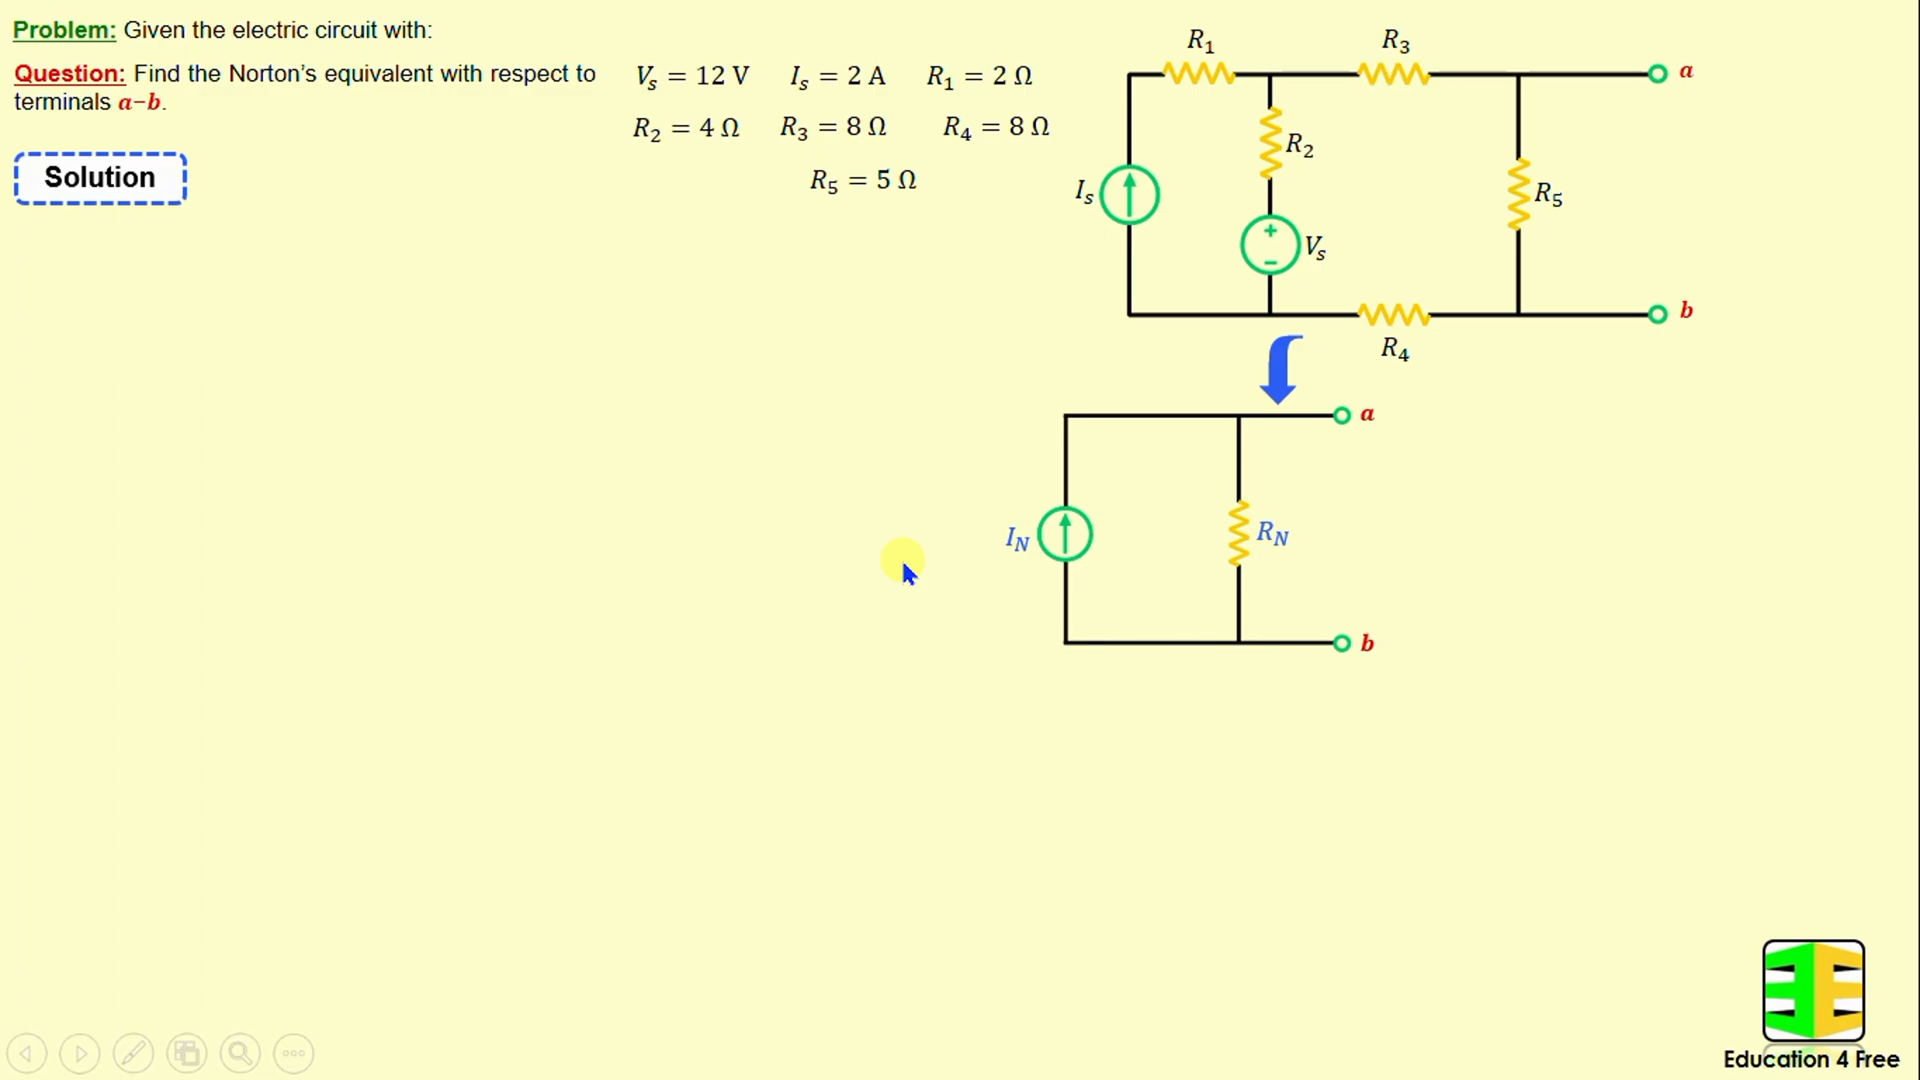 Problem: Given the electric circuit with:
Question: Find the Norton's equivalent with respect to
terminals a−b.
Vₛ = 12 V Iₛ = 2 A R₁ = 2 Ω
R₂ = 4 Ω R₃ = 8 Ω R₄ = 8 Ω
R₅ = 5 Ω
Solution
R₁ R₃
a
R₂
+
Iₛ
R₅
Vₛ
−
b
R₄
a
I_N
R_N
b
Education 4 Free